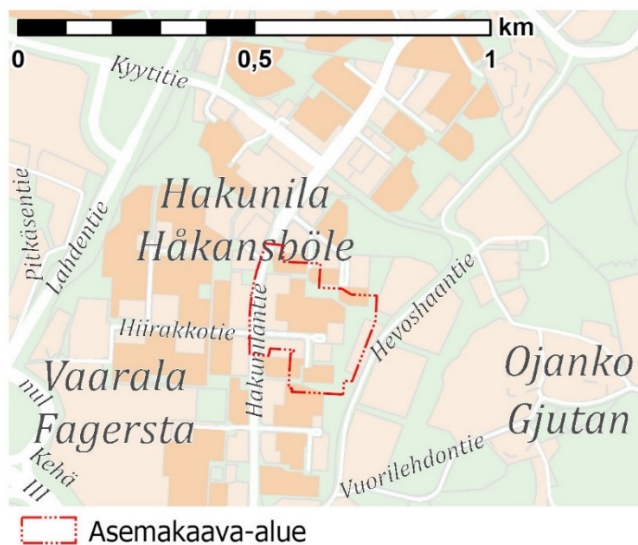 km
0
0,5
1
Kyytitie
Hakunila
Håkansböle
Pitkäsentie
Lahdentie
Hiirakkotie
Hakunilantie
Hevoshaantie
Vaarala
Fagersta
Ojanko
Gjutan
nul
Kehä
III
Vuorilehdontie
Asemakaava-alue